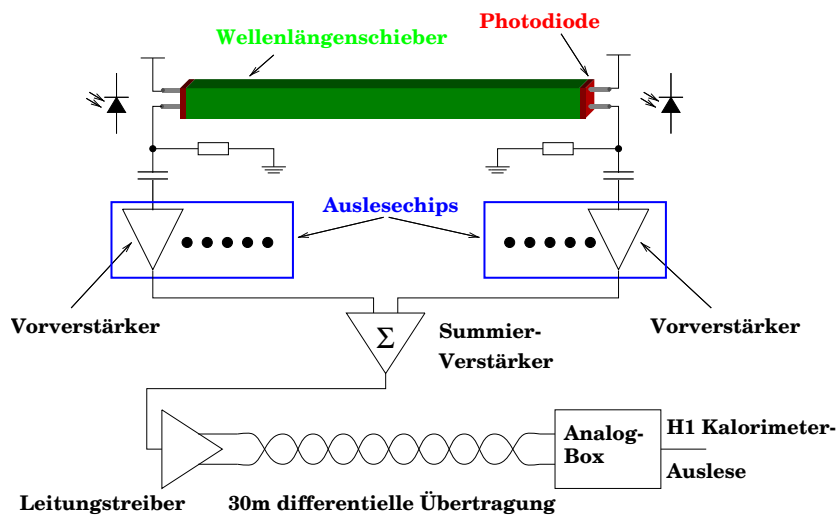 Photodiode
Wellenlängenschieber
Auslesechips
Vorverstärker
Vorverstärker
Σ
Summier-
Verstärker
Analog-
Box
H1 Kalorimeter-
Auslese
Leitungstreiber
30m differentielle Übertragung